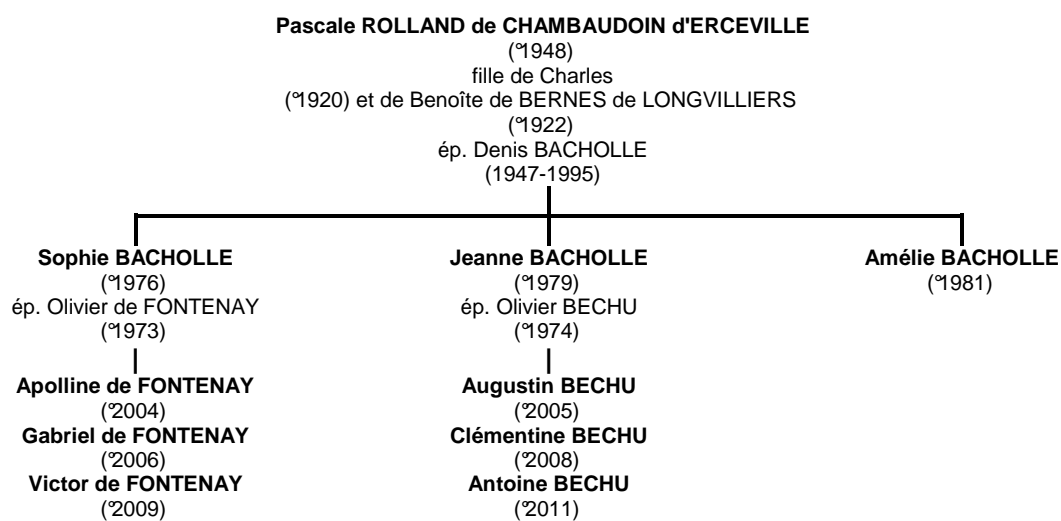 Pascale ROLLAND de CHAMBAUDOIN d'ERCEVILLE
(°1948)
fille de Charles
(°1920) et de Benoîte de BERNES de LONGVILLIERS
(°1922)
ép. Denis BACHOLLE
(1947-1995)
Sophie BACHOLLE
(°1976)
ép. Olivier de FONTENAY
(°1973)
Apolline de FONTENAY
(°2004)
Gabriel de FONTENAY
(°2006)
Victor de FONTENAY
(°2009)
Jeanne BACHOLLE
(°1979)
ép. Olivier BECHU
(°1974)
Augustin BECHU
(°2005)
Clémentine BECHU
(°2008)
Antoine BECHU
(°2011)
Amélie BACHOLLE
(°1981)